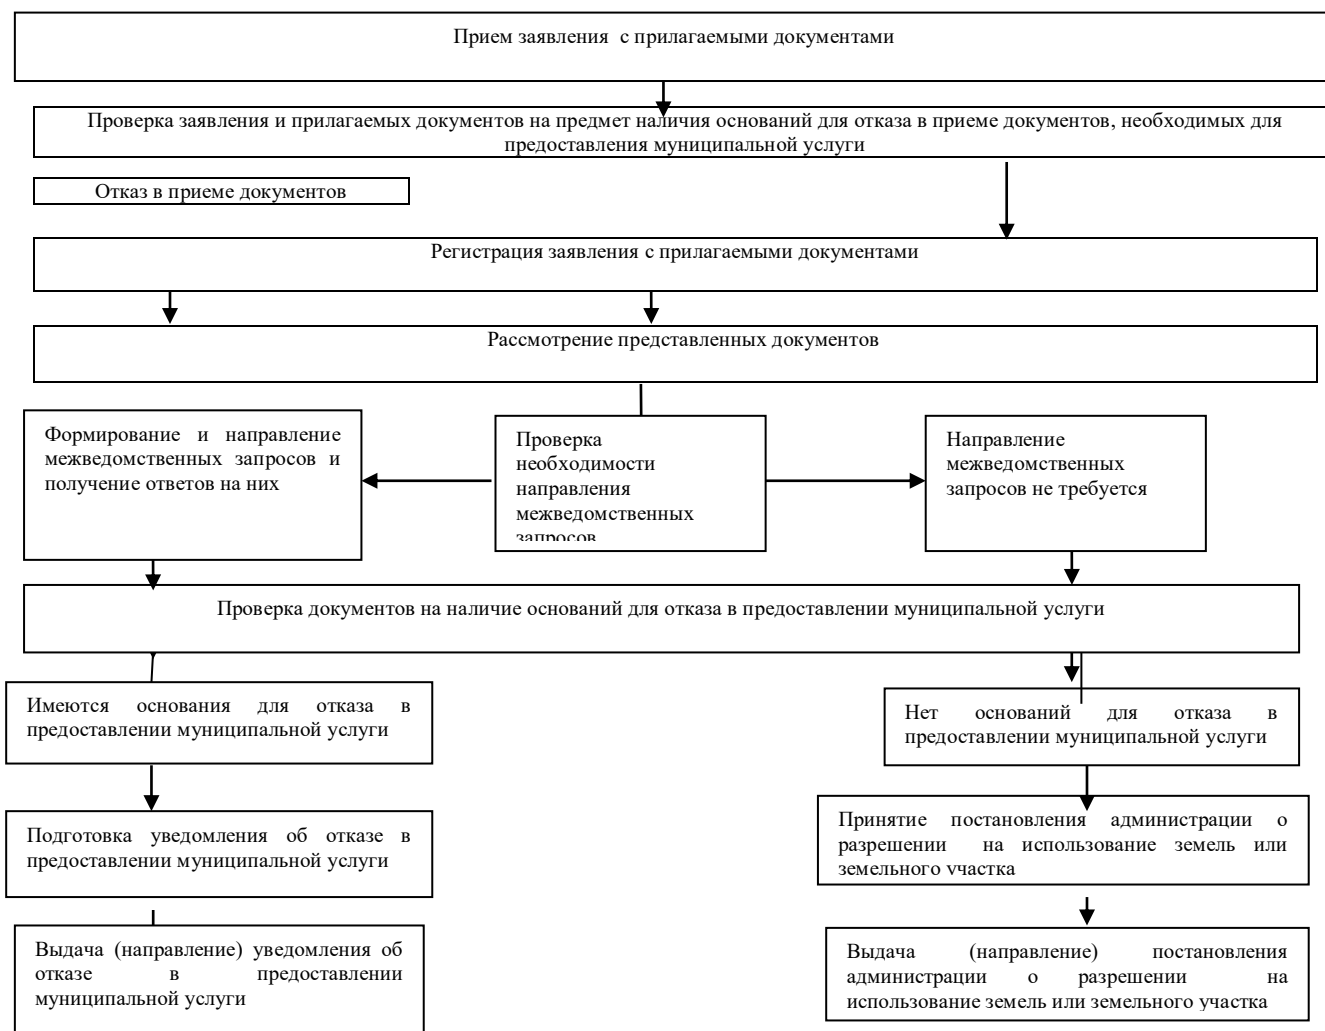 Прием заявления с прилагаемыми документами
Проверка заявления и прилагаемых документов на предмет наличия оснований для отказа в приеме документов, необходимых для
предоставления муниципальной услуги
Отказ в приеме документов
Регистрация заявления с прилагаемыми документами
Рассмотрение представленных документов
Формирование и направление
межведомственных запросов и
получение ответов на них
Проверка
необходимости
направления
межведомственных
запросов
Направление
межведомственных
запросов не требуется
Проверка документов на наличие оснований для отказа в предоставлении муниципальной услуги
Имеются основания для отказа в
предоставлении муниципальной услуги
Нет оснований для отказа в
предоставлении муниципальной услуги
Подготовка уведомления об отказе в
предоставлении муниципальной услуги
Принятие постановления администрации о
разрешении на использование земель или
земельного участка
Выдача (направление) уведомления об
отказе в предоставлении
муниципальной услуги
Выдача (направление) постановления
администрации о разрешении на
использование земель или земельного участка